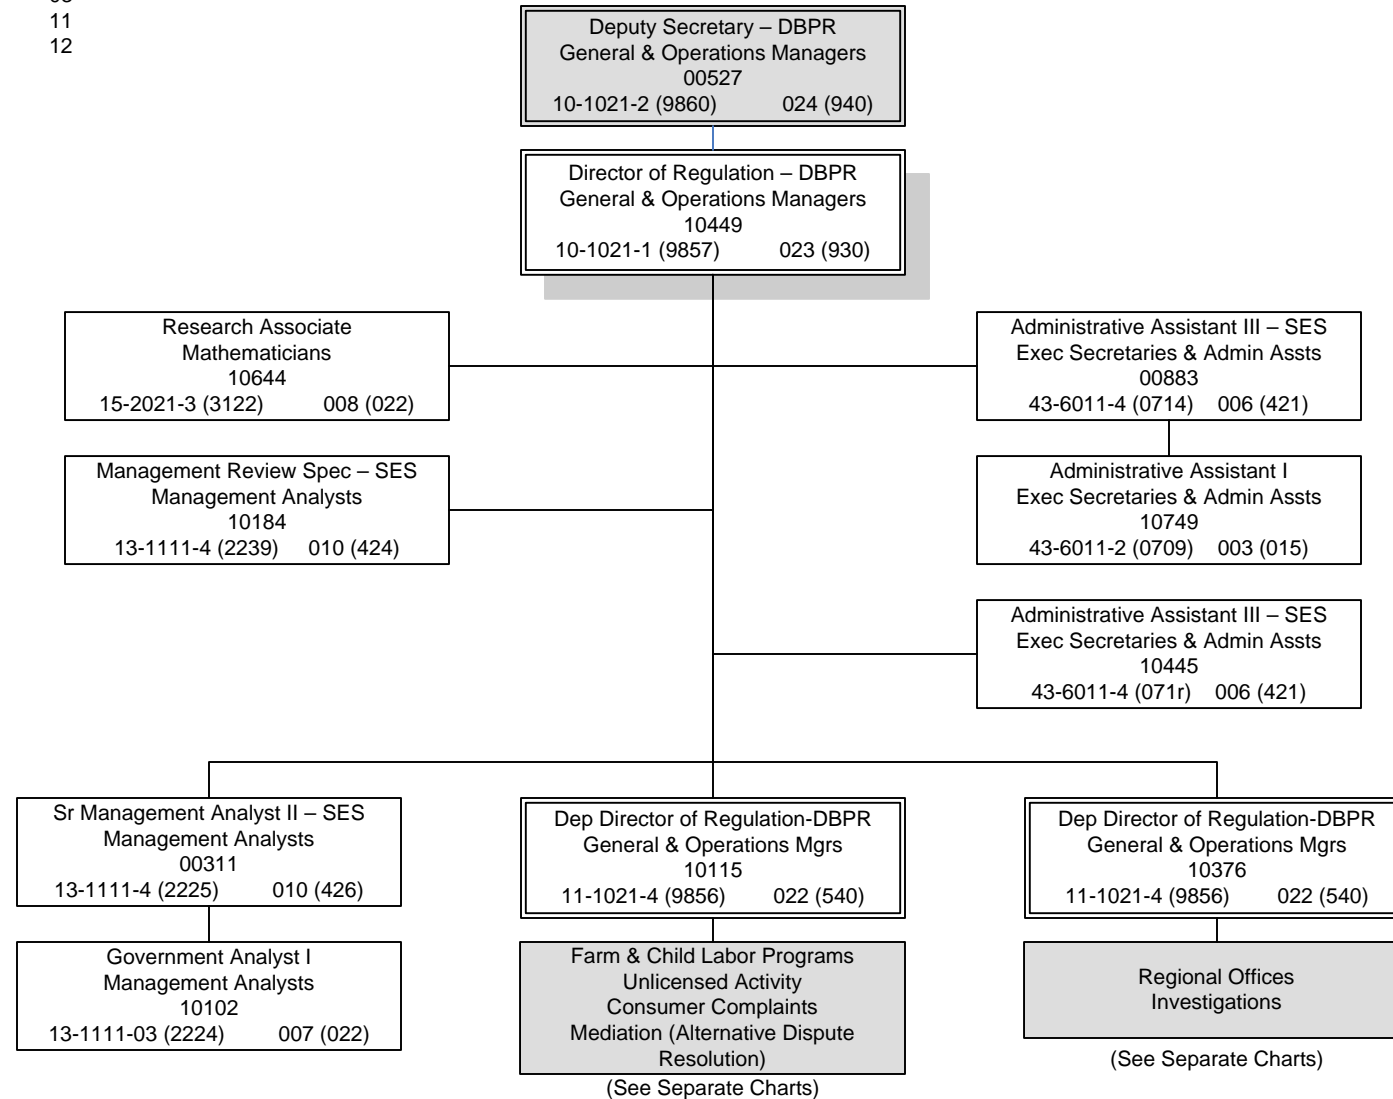 11
12
Deputy Secretary – DBPR
General & Operations Managers
00527
10-1021-2 (9860) 024 (940)
Director of Regulation – DBPR
General & Operations Managers
10449
10-1021-1 (9857) 023 (930)
Research Associate
Mathematicians
10644
15-2021-3 (3122) 008 (022)
Administrative Assistant III – SES
Exec Secretaries & Admin Assts
00883
43-6011-4 (0714) 006 (421)
Management Review Spec – SES
Management Analysts
10184
13-1111-4 (2239) 010 (424)
Administrative Assistant I
Exec Secretaries & Admin Assts
10749
43-6011-2 (0709) 003 (015)
Administrative Assistant III – SES
Exec Secretaries & Admin Assts
10445
43-6011-4 (071r) 006 (421)
Sr Management Analyst II – SES
Management Analysts
00311
13-1111-4 (2225) 010 (426)
Dep Director of Regulation-DBPR
General & Operations Mgrs
10115
11-1021-4 (9856) 022 (540)
Dep Director of Regulation-DBPR
General & Operations Mgrs
10376
11-1021-4 (9856) 022 (540)
Government Analyst I
Management Analysts
10102
13-1111-03 (2224) 007 (022)
Farm & Child Labor Programs
Unlicensed Activity
Consumer Complaints
Mediation (Alternative Dispute
Resolution)
(See Separate Charts)
Regional Offices
Investigations
(See Separate Charts)